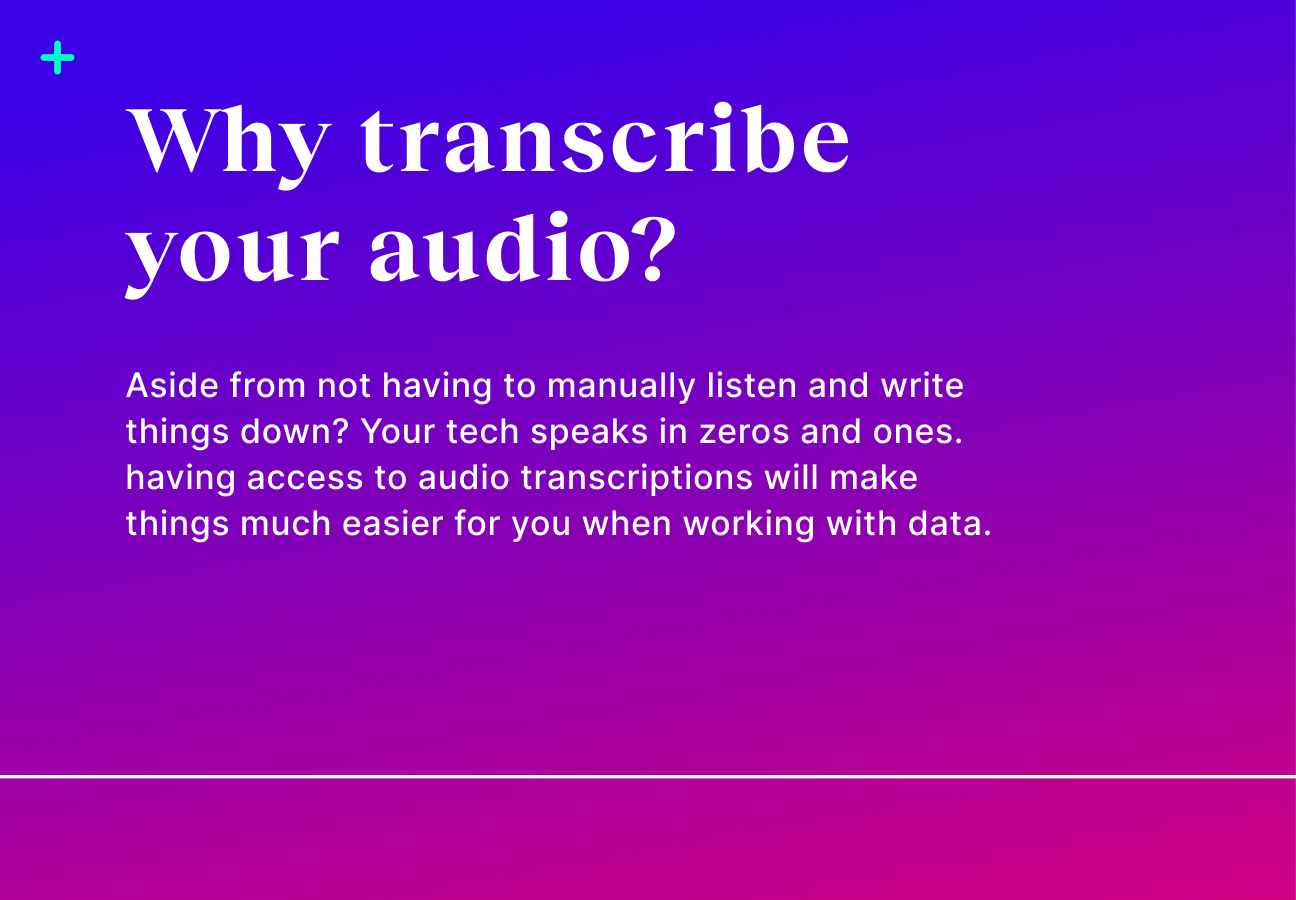 Why transcribe
your audio?
Aside from not having to manually listen and write
things down? Your tech speaks in zeros and ones.
having access to audio transcriptions will make
things much easier for you when working with data.